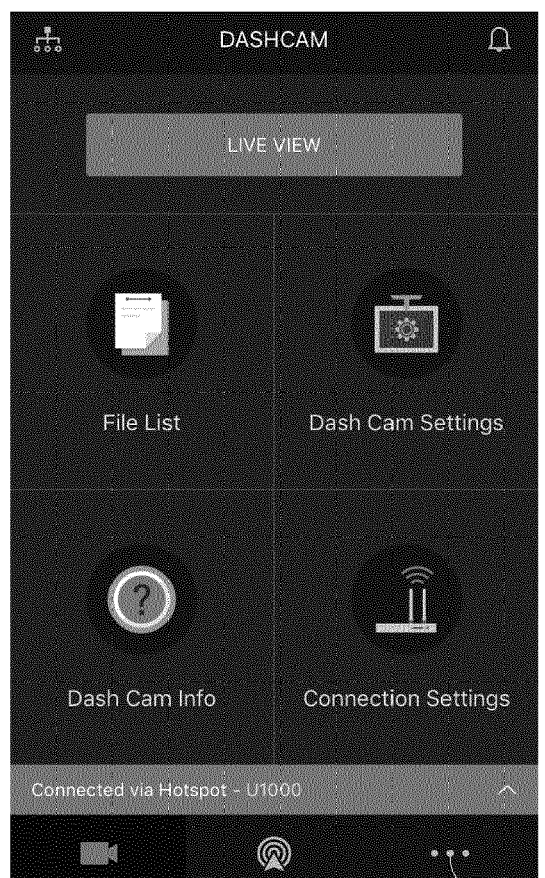 DASHCAM
LIVE VIEW
File List
Dash Cam Settings
?
Dash Cam Info
Connection Settings
Connected via Hotspot - U1000